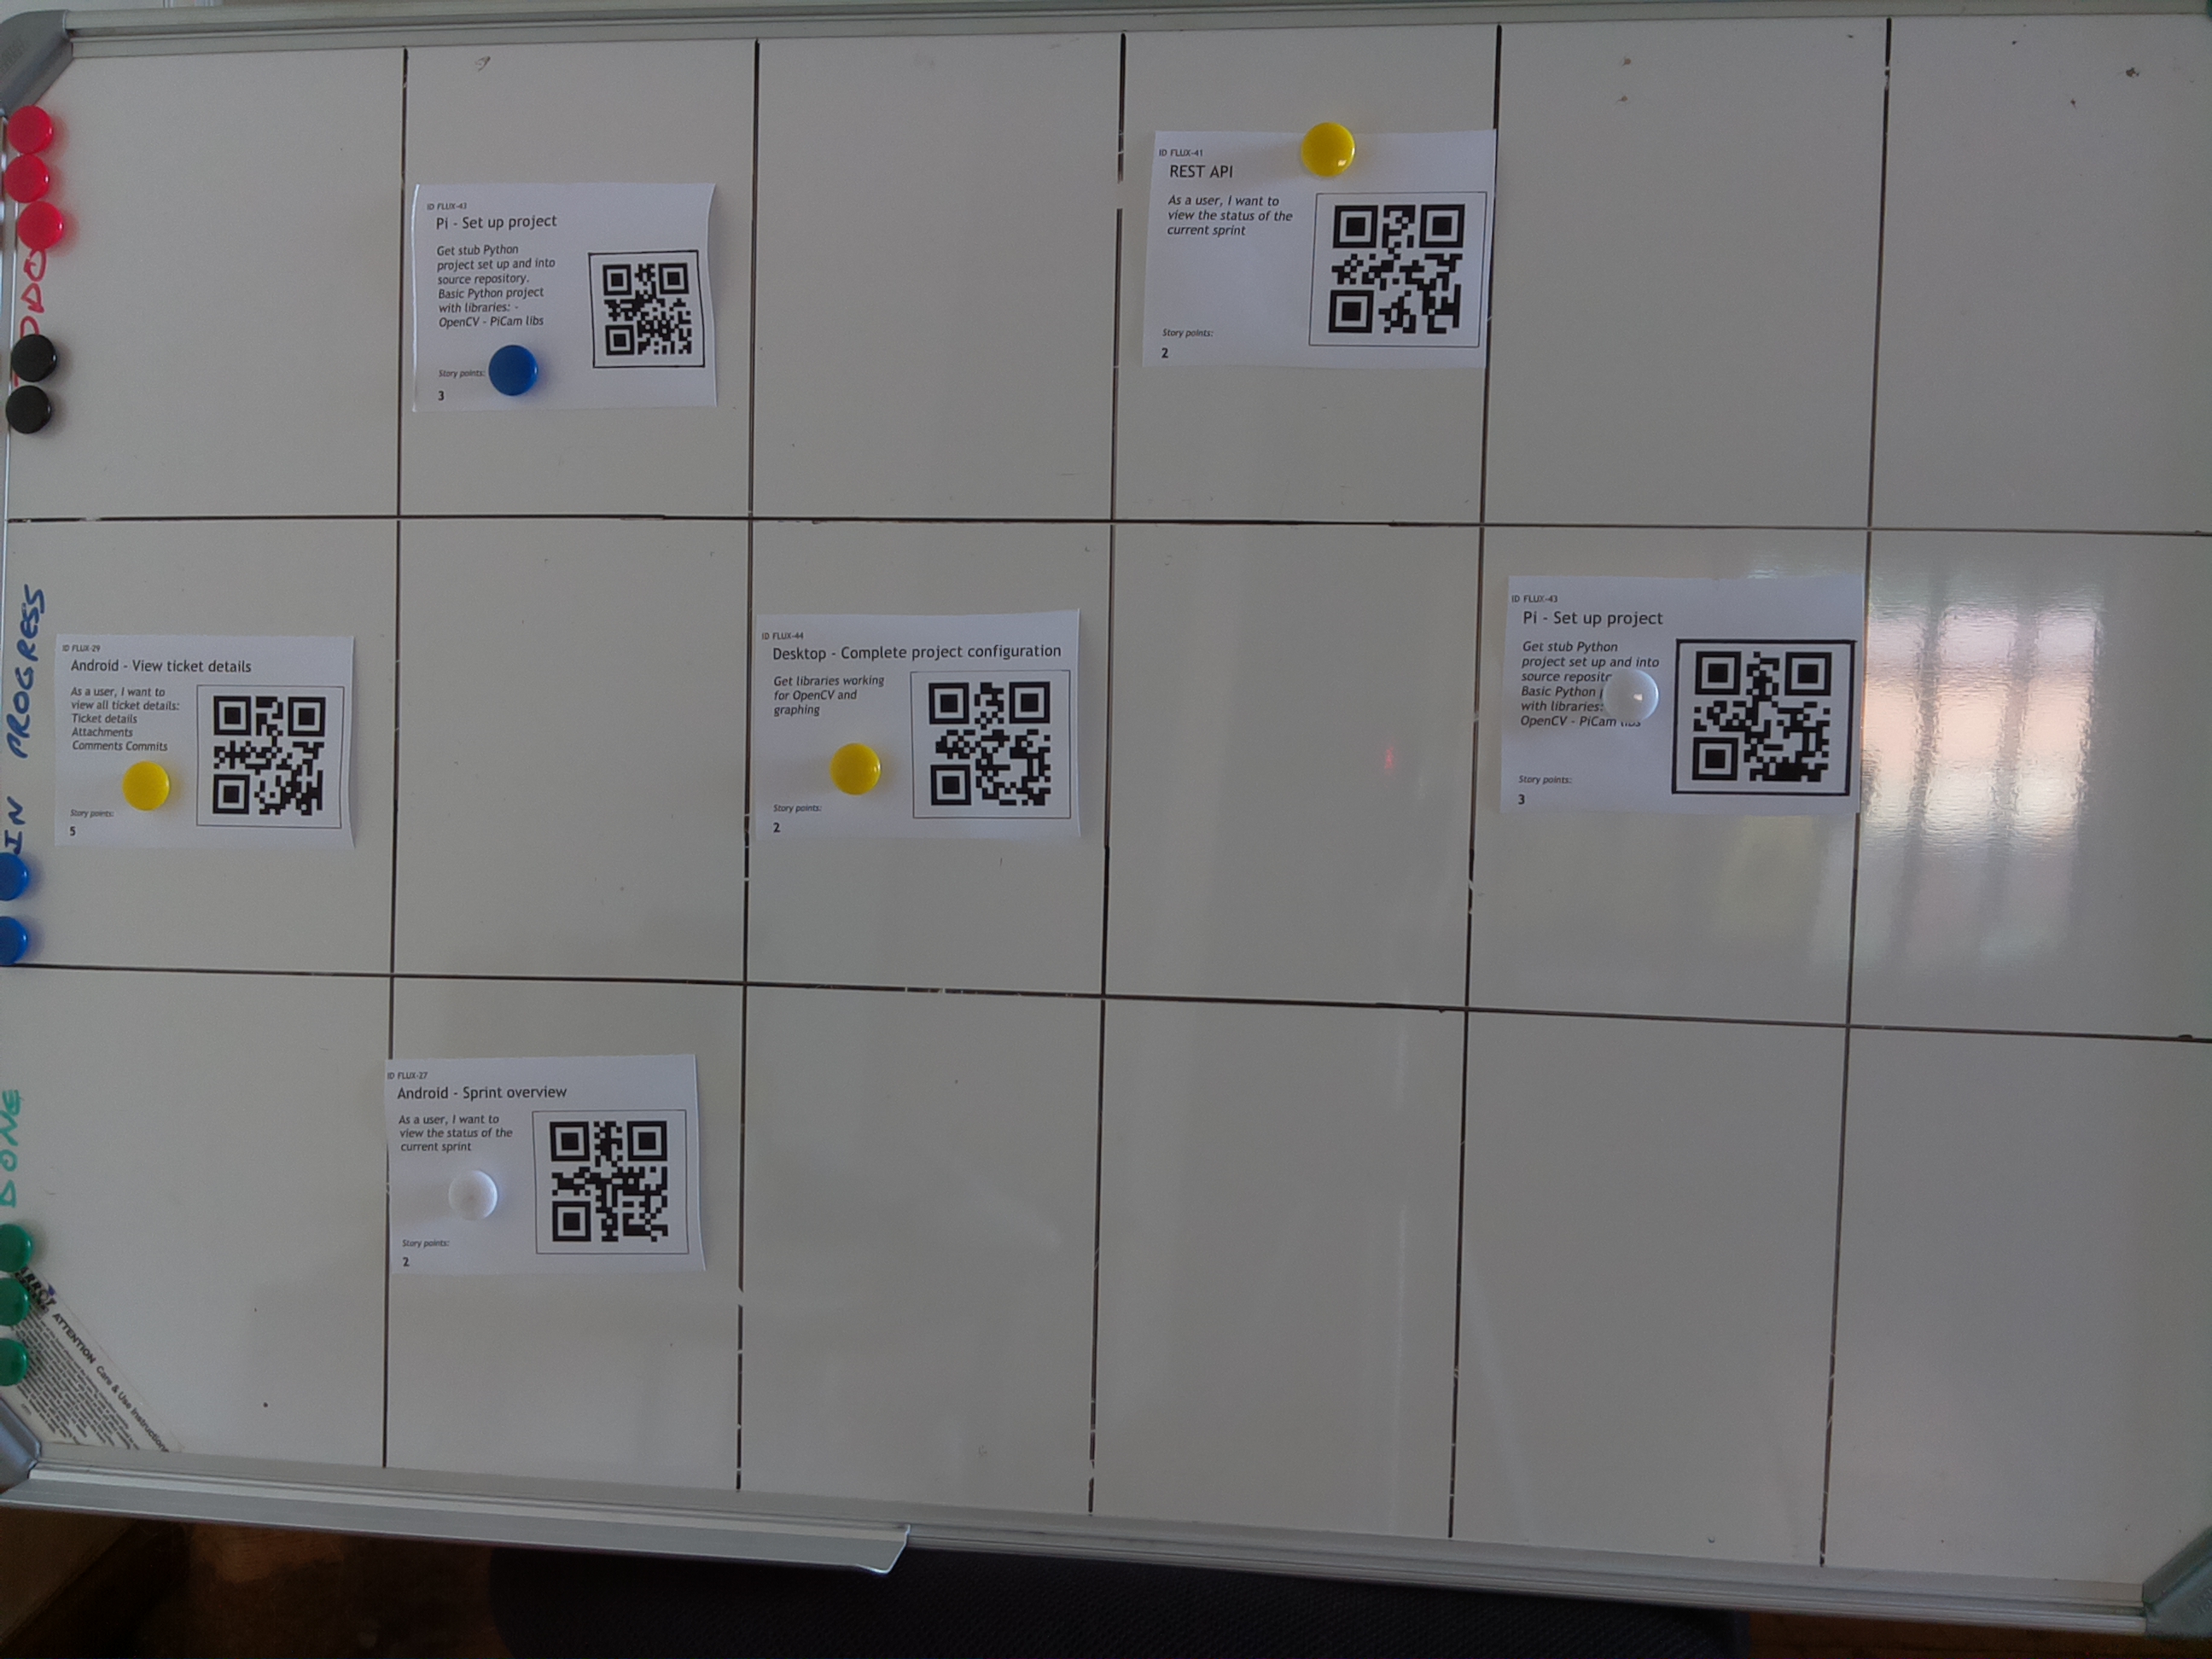 TODO
ID FLUX-43
Pi - Set up project
Get stub Python
project set up and into
source repository.
Basic Python project
with libraries: -
OpenCV - PiCam libs
Story points:
3
ID FLUX-41
REST API
As a user, I want to
view the status of the
current sprint
Story points:
2
IN PROGRESS
ID FLUX-29
Android - View ticket details
As a user, I want to
view all ticket details:
Ticket details
Attachments
Comments Commits
Story points:
5
ID FLUX-44
Desktop - Complete project configuration
Get libraries working
for OpenCV and
graphing
Story points:
2
ID FLUX-43
Pi - Set up project
Get stub Python
project set up and into
source
Basic Python
with libraries:
OpenCV - PiCam libs
Story points:
3
DONE
ID FLUX-27
Android - Sprint overview
As a user, I want to
view the status of the
current sprint
Story points:
2
ATTENTION Care & Use Instructions